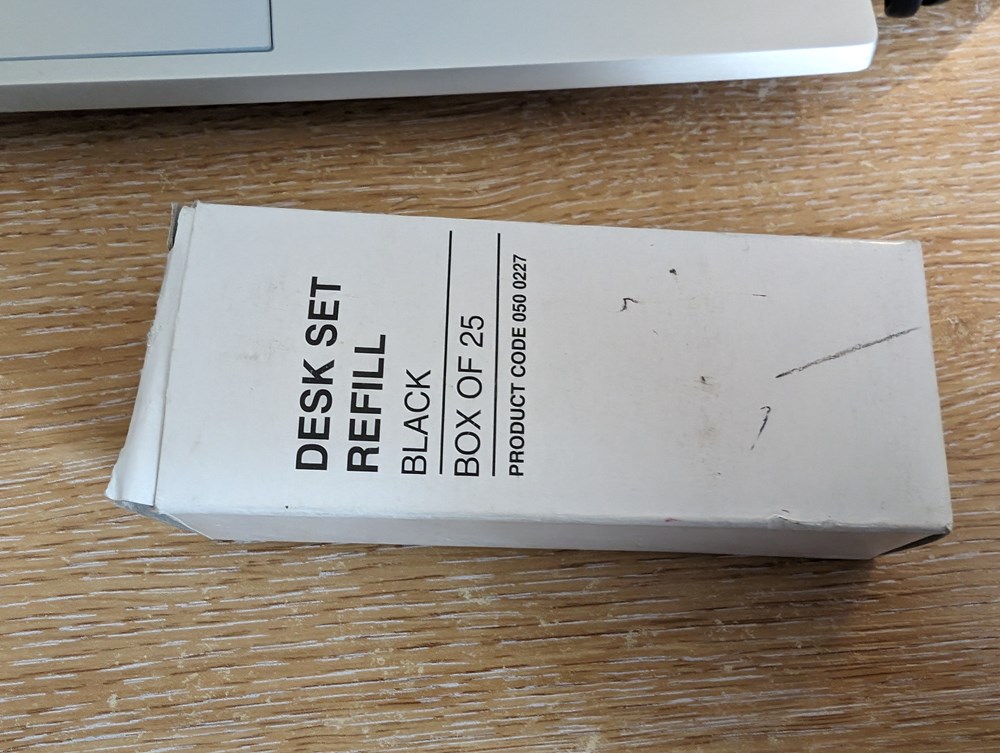 DESK SET
REFILL
BLACK
BOX OF 25
PRODUCT CODE 050 0227